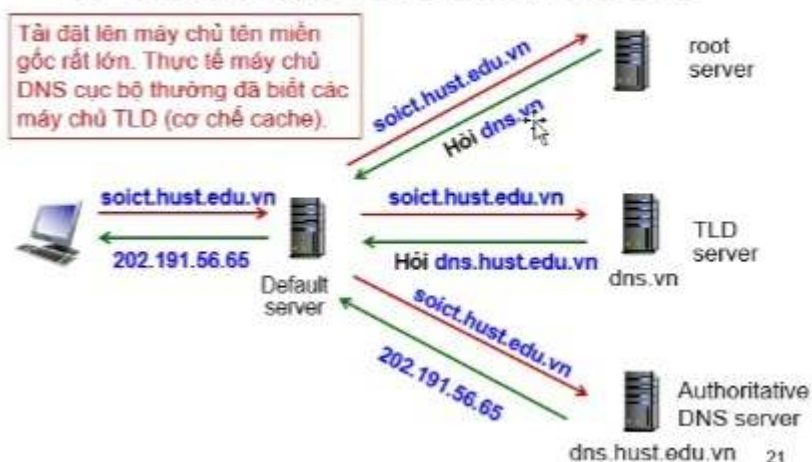 Tải đặt lên máy chủ tên miền
gốc rất lớn. Thực tế máy chủ
DNS cục bộ thường đã biết các
máy chủ TLD (cơ chế cache).
soict.hust.edu.vn
Hỏi dns.vn
root
server
soict.hust.edu.vn
202.191.56.65
Default
server
soict.hust.edu.vn
Hỏi dns.hust.edu.vn
TLD
server
dns.vn
soict.hust.edu.vn
202.191.56.65
Authoritative
DNS server
dns.hust.edu.vn
21